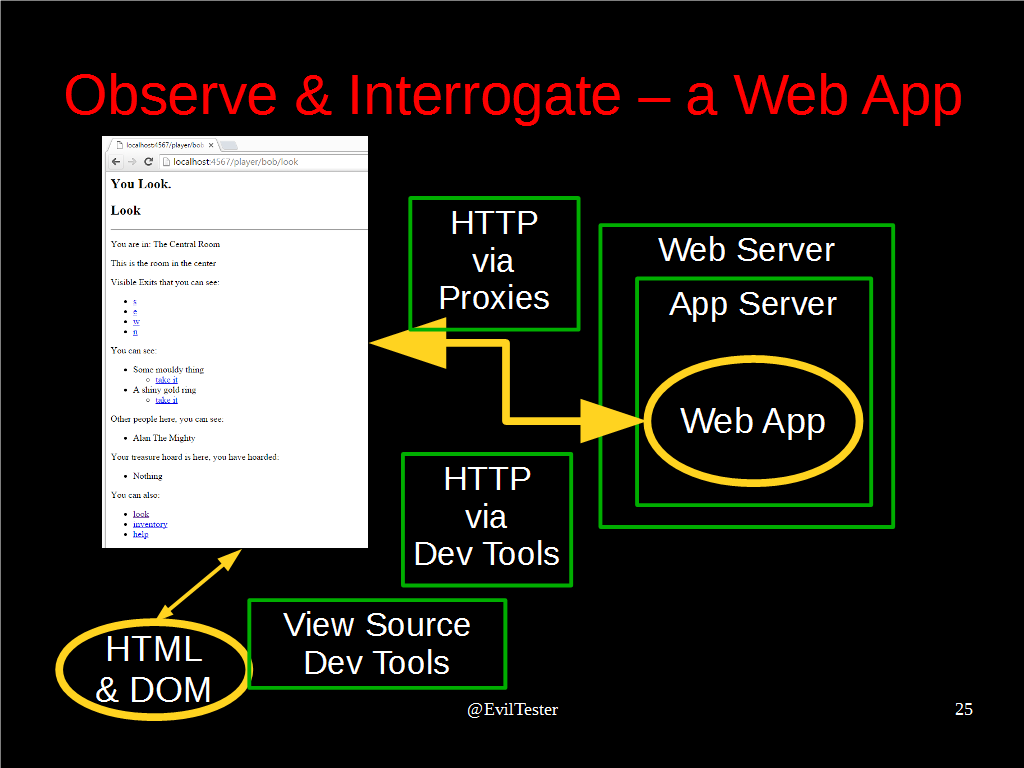 Observe & Interrogate – a Web App
localhost:4567/player/bob
localhost:4567/player/bob/look
You Look.
Look
You are in: The Central Room
This is the room in the center
Visible Exits that you can see:
s
e
w
n
You can see:
Some mouldy thing
take it
A shiny gold ring
take it
Other people here, you can see:
Alan The Mighty
Your treasure hoard is here, you have hoarded:
Nothing
You can also:
look
inventory
help
HTTP
via
Proxies
Web Server
App Server
Web App
HTTP
via
Dev Tools
View Source
Dev Tools
HTML
& DOM
@EvilTester
25